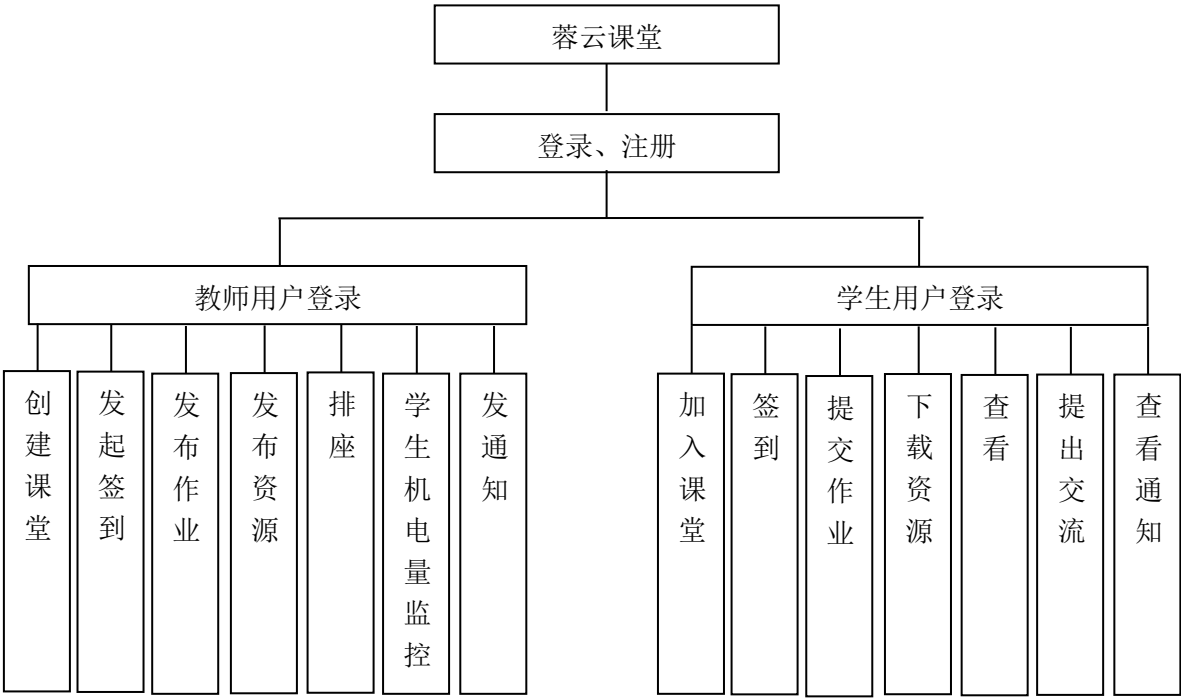 蓉云课堂
登录、注册
教师用户登录
学生用户登录
创建课堂
发起签到
发布作业
发布资源
排座
学生机电量监控
发通知
加入课堂
签到
提交作业
下载资源
查看
提出交流
查看通知